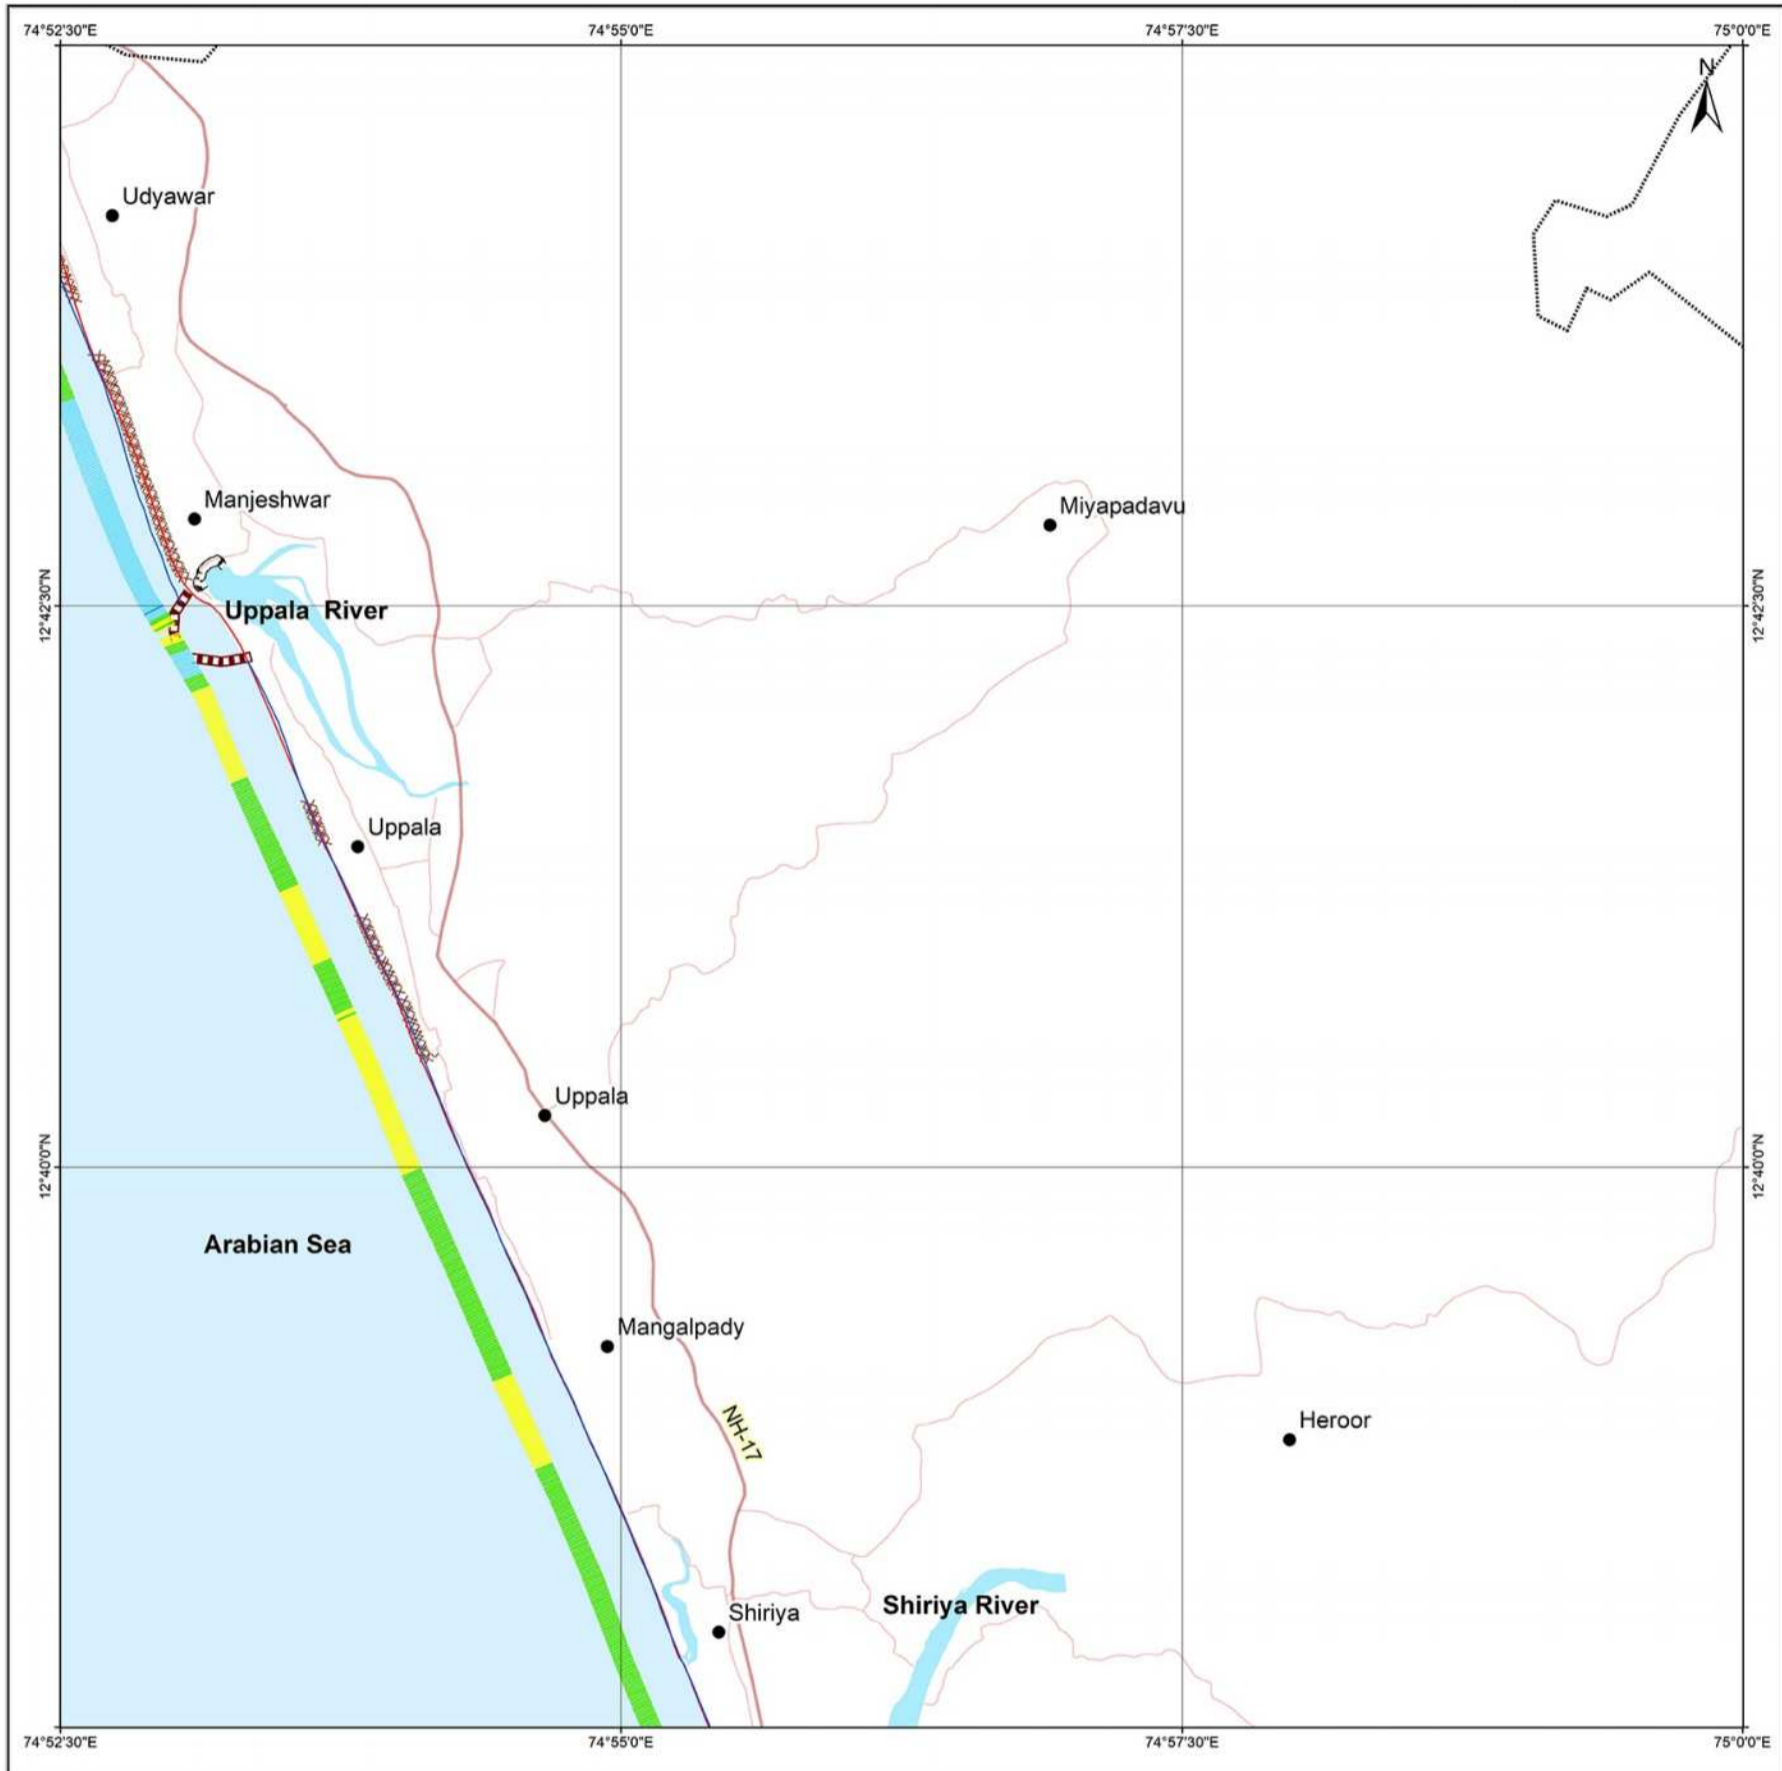 74°52'30"E
74°55'0"E
74°57'30"E
75°0'0"E
N
Udyawar
Manjeshwar
Miyapadavu
12°42'30"N
Uppala River
12°42'30"N
Uppala
Uppala
12°40'0"N
12°40'0"N
Arabian Sea
Mangalpady
NH-17
Heroor
Shiriya River
Shiriya
74°52'30"E
74°55'0"E
74°57'30"E
75°0'0"E